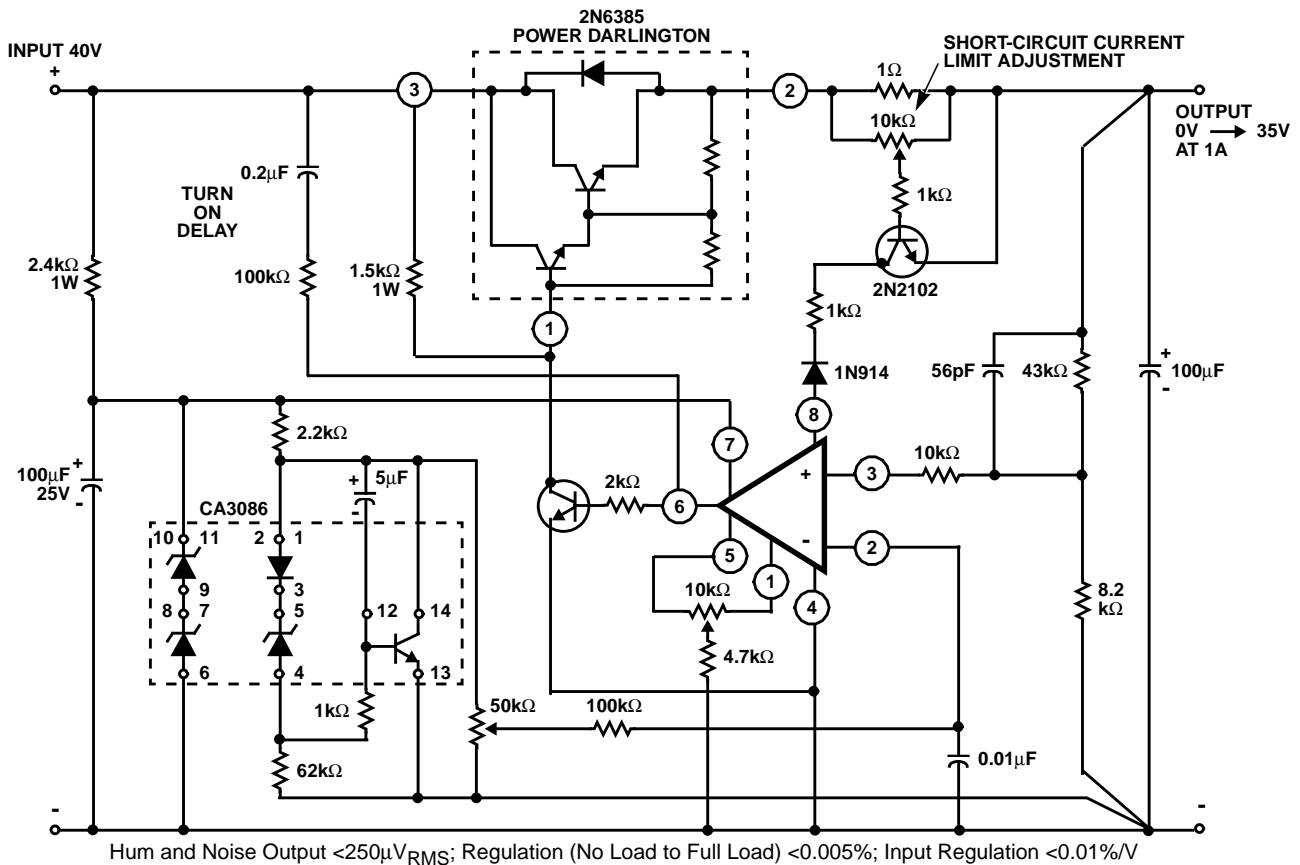 2N6385
POWER DARLINGTON
INPUT 40V
+
3
2
1Ω
SHORT-CIRCUIT CURRENT
LIMIT ADJUSTMENT
10kΩ
OUTPUT
0V → 35V
AT 1A
0.2μF
TURN
ON
DELAY
1kΩ
2.4kΩ
1W
100kΩ
1.5kΩ
1W
2N2102
1
1kΩ
1N914
56pF
43kΩ
+
100μF
-
8
2.2kΩ
7
100μF
25V
+
-
+
5μF
-
2kΩ
6
+
3
10kΩ
CA3086
-
2
5
1
4
10 11
2 1
9
3
8 7
5
12
14
10kΩ
8.2
kΩ
6
4
13
4.7kΩ
1kΩ
50kΩ
100kΩ
62kΩ
0.01μF
-
-
Hum and Noise Output <250μVRMS; Regulation (No Load to Full Load) <0.005%; Input Regulation <0.01%/V